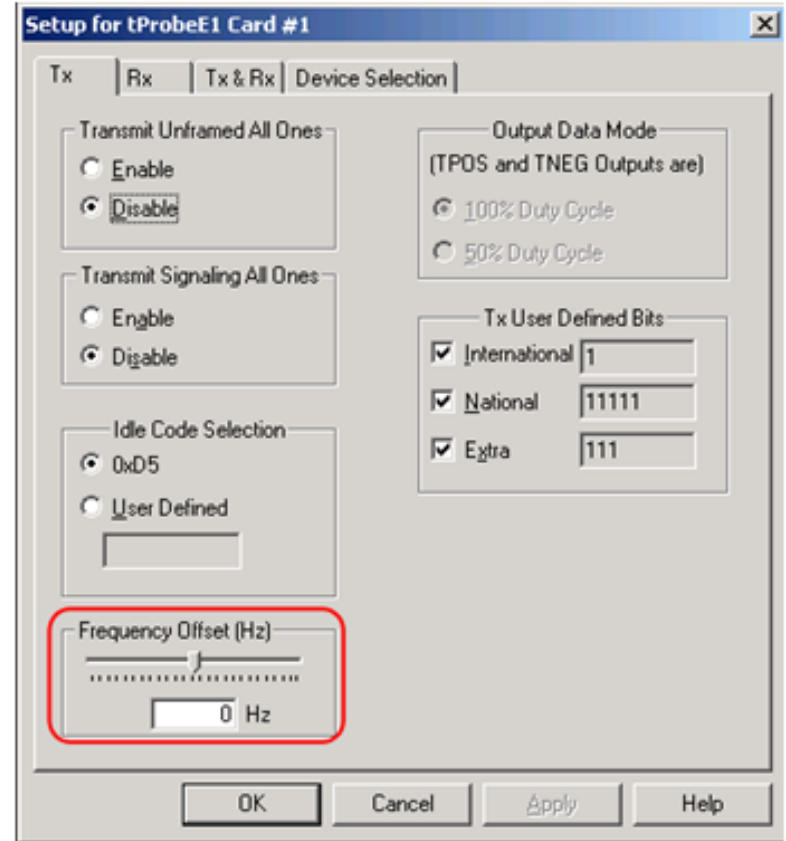 Setup for tProbeE1 Card #1
Tx
Rx
Tx & Rx
Device Selection
Transmit Unframed All Ones
Enable
Disable
Transmit Signaling All Ones
Enable
Disable
Idle Code Selection
0xD5
User Defined
Frequency Offset (Hz)
0 Hz
Output Data Mode
(TPOS and TNEG Outputs are)
100% Duty Cycle
50% Duty Cycle
Tx User Defined Bits
International 1
National 11111
Extra 111
OK
Cancel
Apply
Help